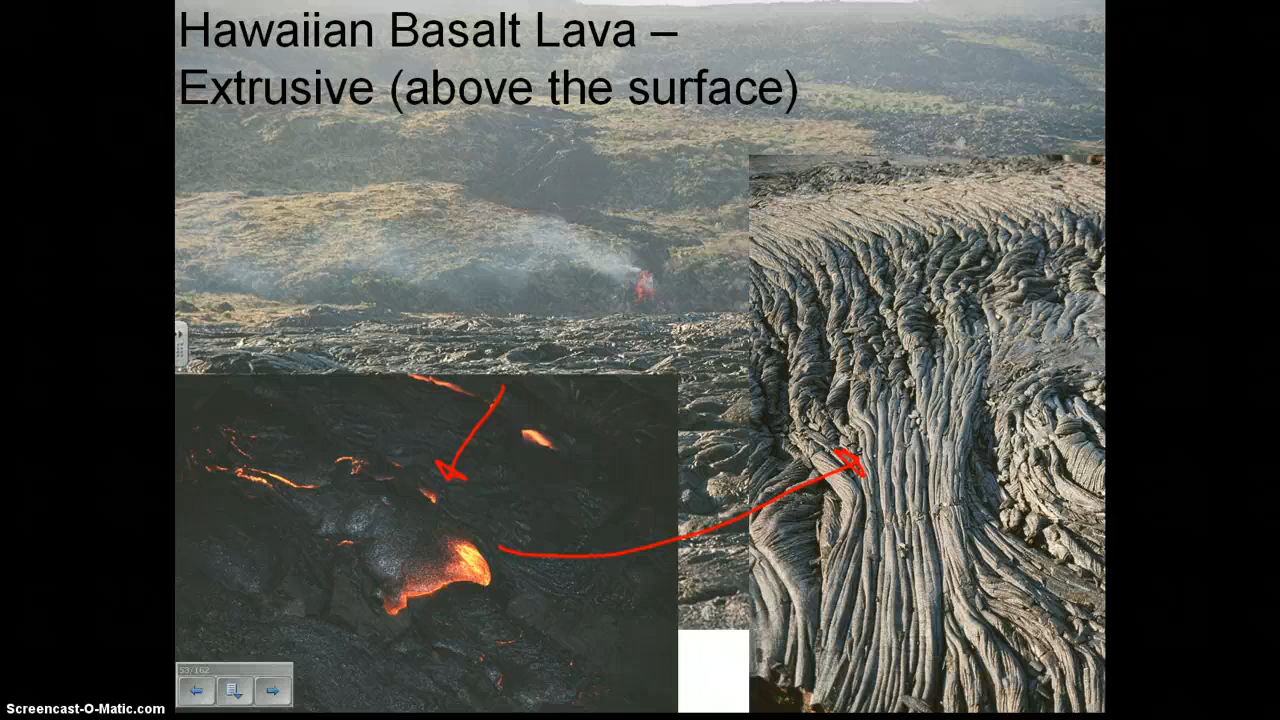 Hawaiian Basalt Lava –
Extrusive (above the surface)
53/162
Screencast-O-Matic.com